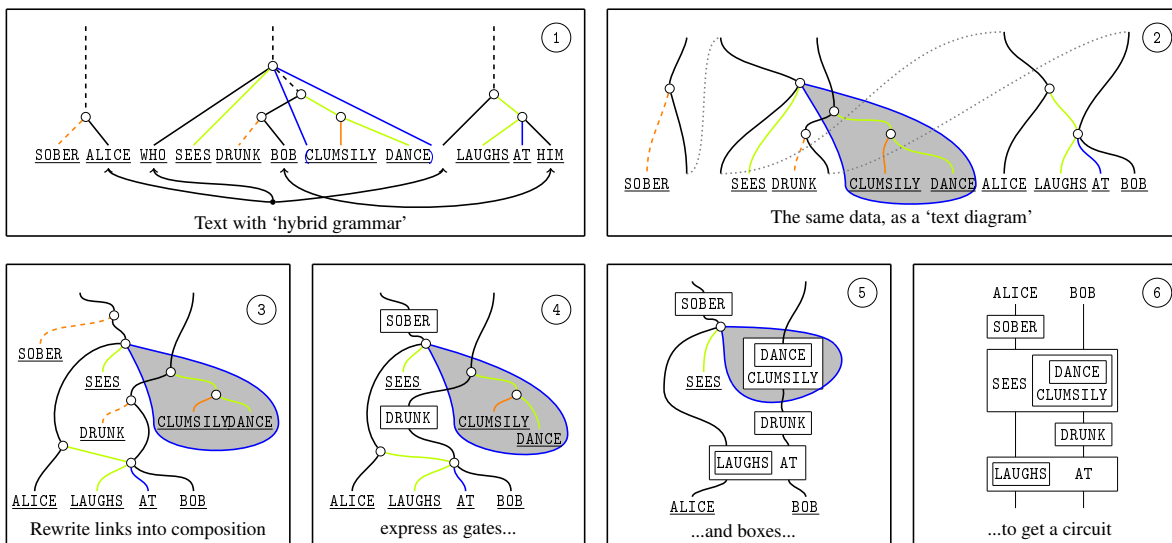 1
SOBER ALICE WHO SEES DRUNK BOB CLUMSILY DANCE LAUGHS AT HIM
Text with ‘hybrid grammar’
2
SOBER SEES DRUNK CLUMSILY DANCE ALICE LAUGHS AT BOB
The same data, as a ‘text diagram’
3
SOBER
SEES
CLUMSILY DANCE
DRUNK
ALICE LAUGHS AT BOB
Rewrite links into composition
4
SOBER
SEES
DRUNK CLUMSILY
DANCE
ALICE LAUGHS AT BOB
express as gates...
5
SOBER
DANCE
SEES CLUMSILY
DRUNK
LAUGHS AT
ALICE BOB
...and boxes...
6
ALICE BOB
SOBER
DANCE
SEES
CLUMSILY
DRUNK
LAUGHS AT
...to get a circuit